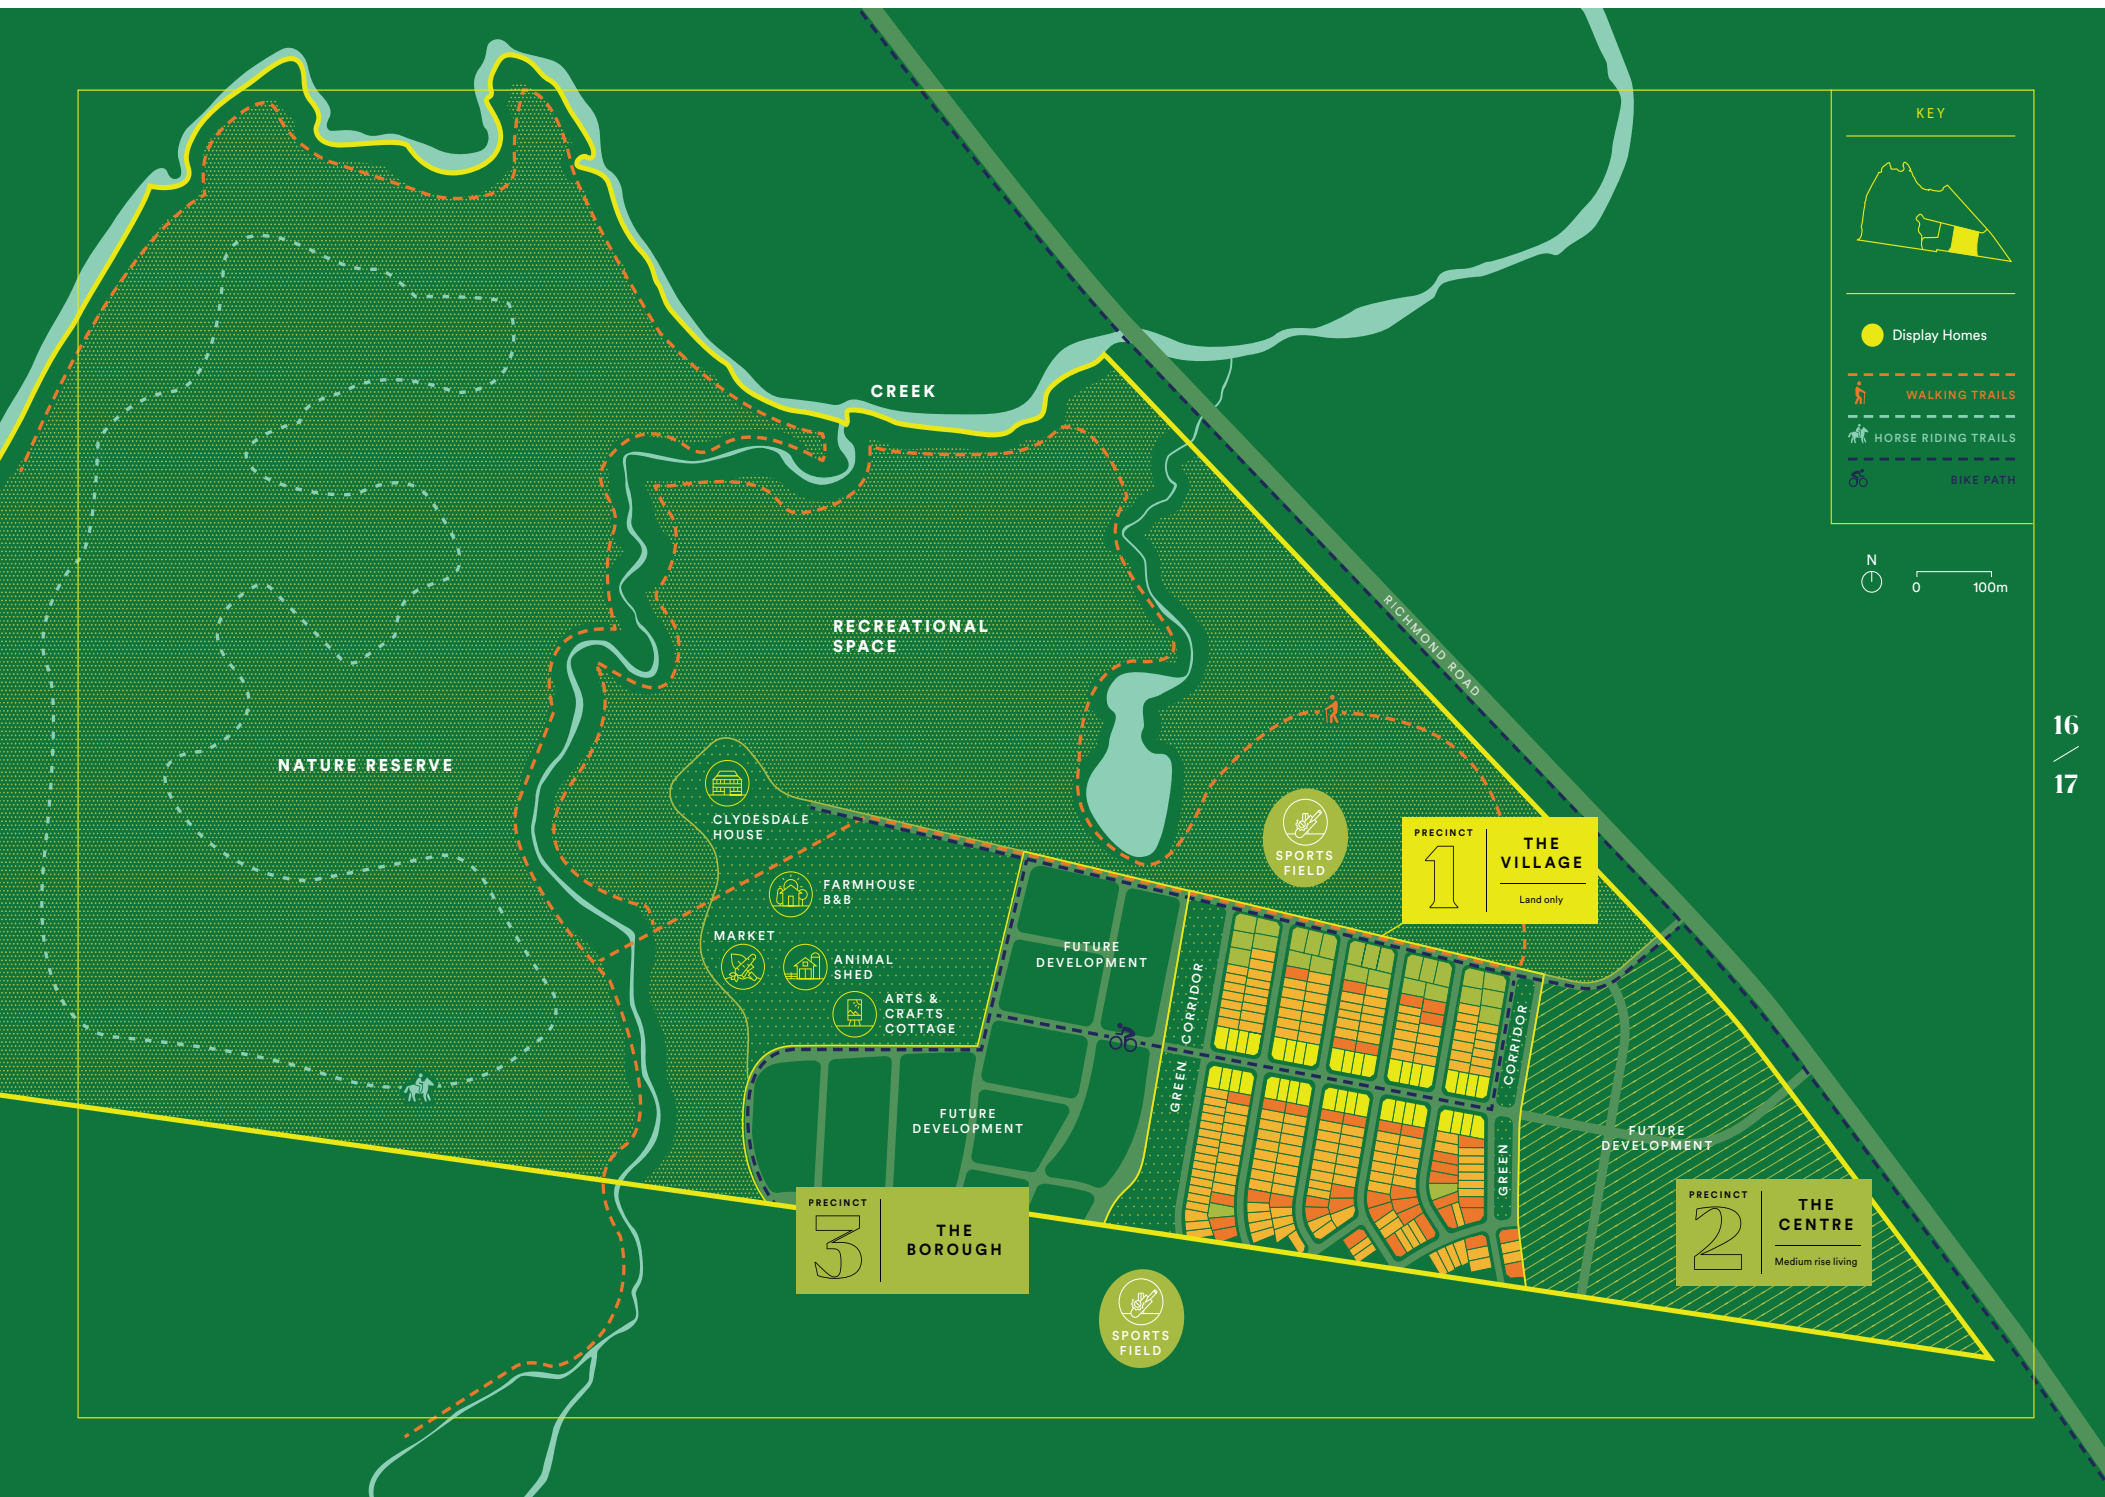 KEY
Display Homes
WALKING TRAILS
HORSE RIDING TRAILS
BIKE PATH
N
0 100m
CREEK
RICHMOND ROAD
RECREATIONAL
SPACE
NATURE RESERVE
16
17
CLYDESDALE
HOUSE
FARMHOUSE
B&B
MARKET
ANIMAL
SHED
ARTS &
CRAFTS
COTTAGE
SPORTS
FIELD
PRECINCT
1
THE
VILLAGE
Land only
FUTURE
DEVELOPMENT
GREEN CORRIDOR
GREEN CORRIDOR
FUTURE
DEVELOPMENT
FUTURE
DEVELOPMENT
PRECINCT
3
THE
BOROUGH
PRECINCT
2
THE
CENTRE
Medium rise living
SPORTS
FIELD